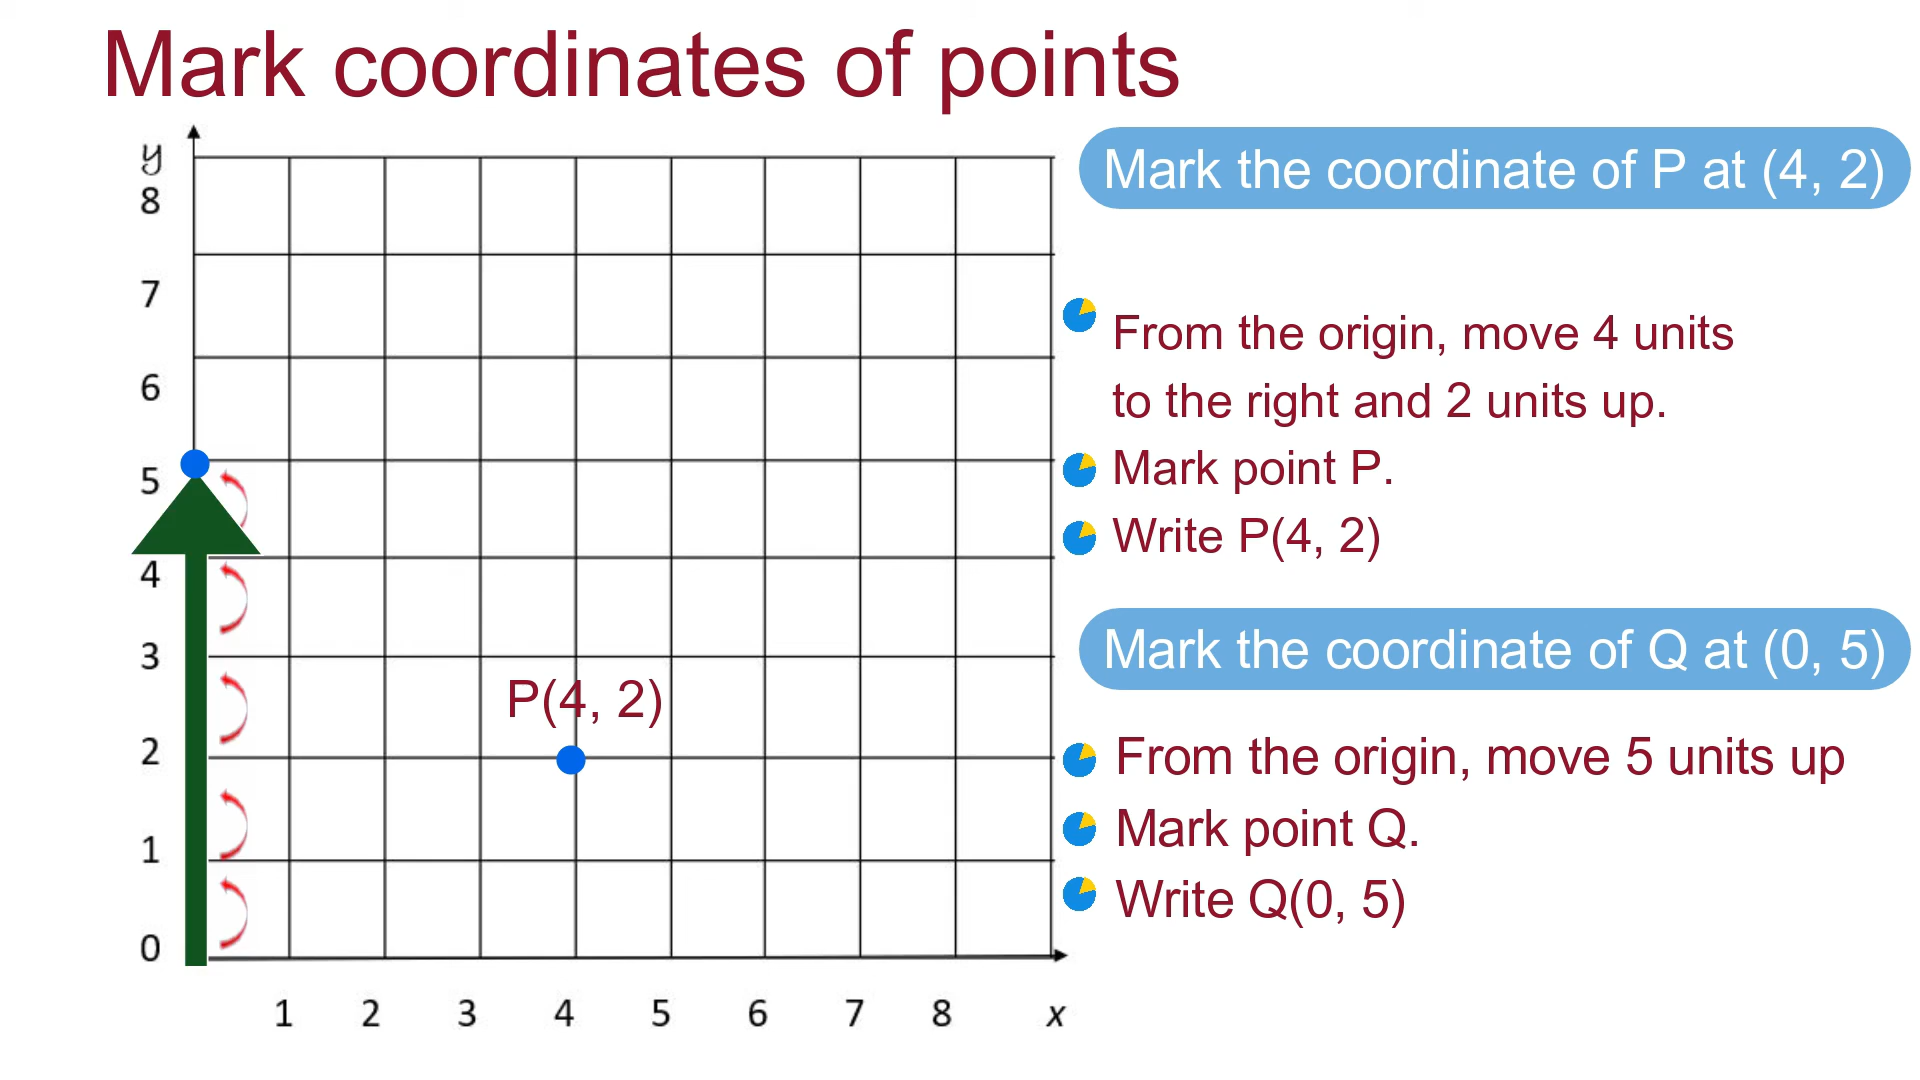 Mark coordinates of points
y
8
7
6
5
4
3
2
1
0
1 2 3 4 5 6 7 8 x
P(4, 2)
Mark the coordinate of P at (4, 2)
From the origin, move 4 units
to the right and 2 units up.
Mark point P.
Write P(4, 2)
Mark the coordinate of Q at (0, 5)
From the origin, move 5 units up
Mark point Q.
Write Q(0, 5)